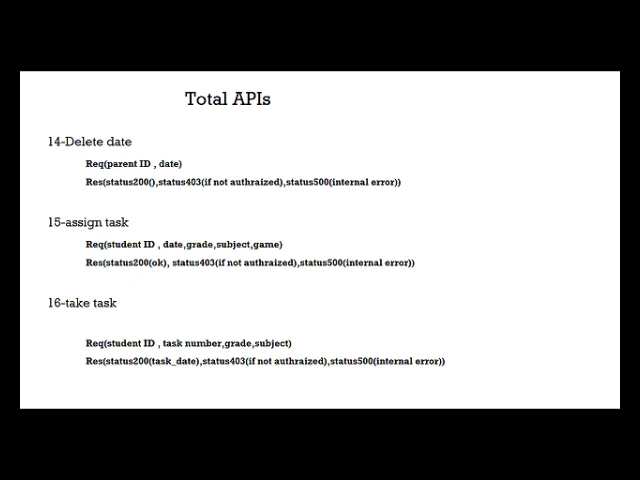 Total APIs
14-Delete date
Req(parent ID , date)
Res(status200(),status403(if not authraized),status500(internal error))
15-assign task
Req(student ID , date,grade,subject,game)
Res(status200(ok), status403(if not authraized),status500(internal error))
16-take task
Req(student ID , task number,grade,subject)
Res(status200(task_date),status403(if not authraized),status500(internal error))